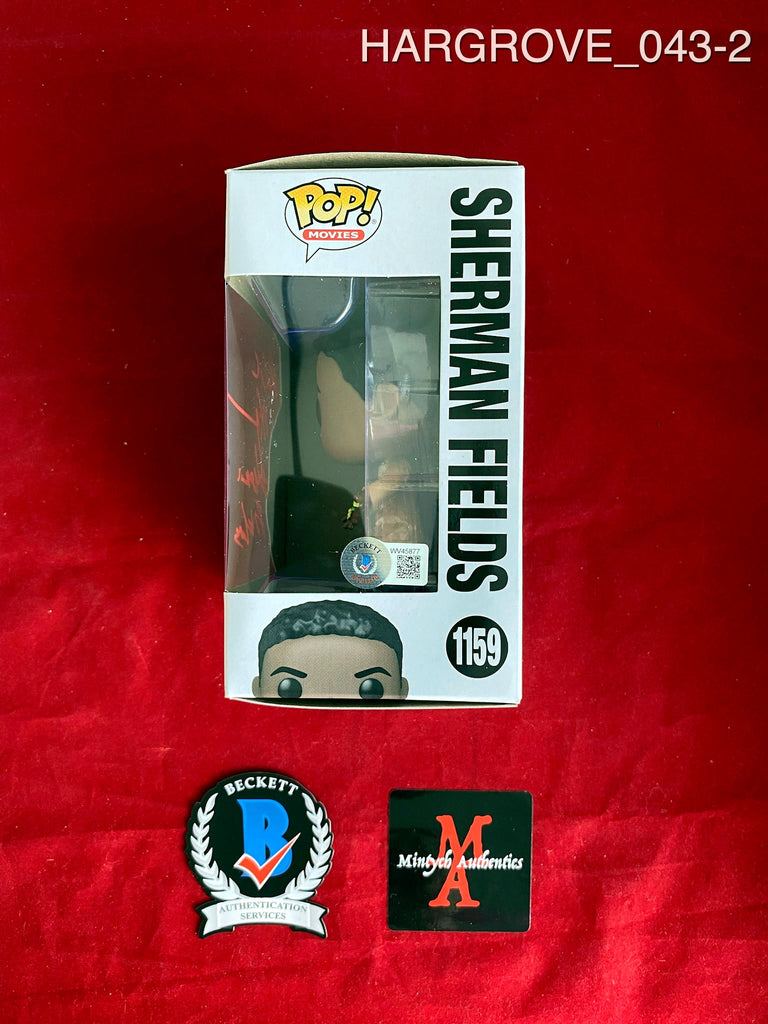 HARGROVE_043-2
POP!
MOVIES
SHERMAN FIELDS
1159
BECKETT
WV45877
BECKETT
B
AUTHENTICATION
SERVICES
MA
Mintych Authentics